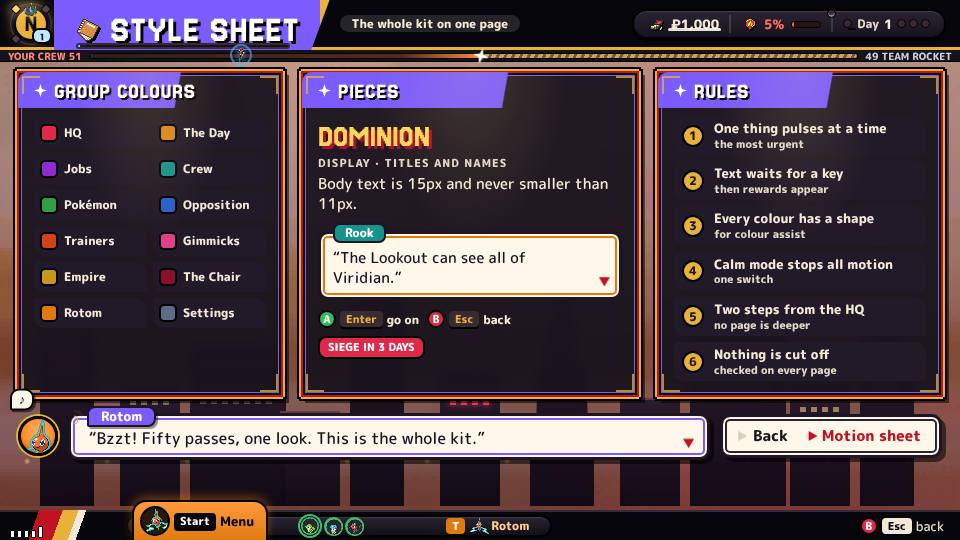 N
1
STYLE SHEET
The whole kit on one page
₽1,000
5%
Day 1
YOUR CREW 51
49 TEAM ROCKET
GROUP COLOURS
HQ
The Day
Jobs
Crew
Pokémon
Opposition
Trainers
Gimmicks
Empire
The Chair
Rotom
Settings
PIECES
DOMINION
DISPLAY · TITLES AND NAMES
Body text is 15px and never smaller than
11px.
Rook
“The Lookout can see all of
Viridian.”
A Enter go on B Esc back
SIEGE IN 3 DAYS
RULES
1 One thing pulses at a time
the most urgent
2 Text waits for a key
then rewards appear
3 Every colour has a shape
for colour assist
4 Calm mode stops all motion
one switch
5 Two steps from the HQ
no page is deeper
6 Nothing is cut off
checked on every page
♪
Rotom
“Bzzt! Fifty passes, one look. This is the whole kit.”
Back
Motion sheet
Start Menu
T Rotom
B Esc back